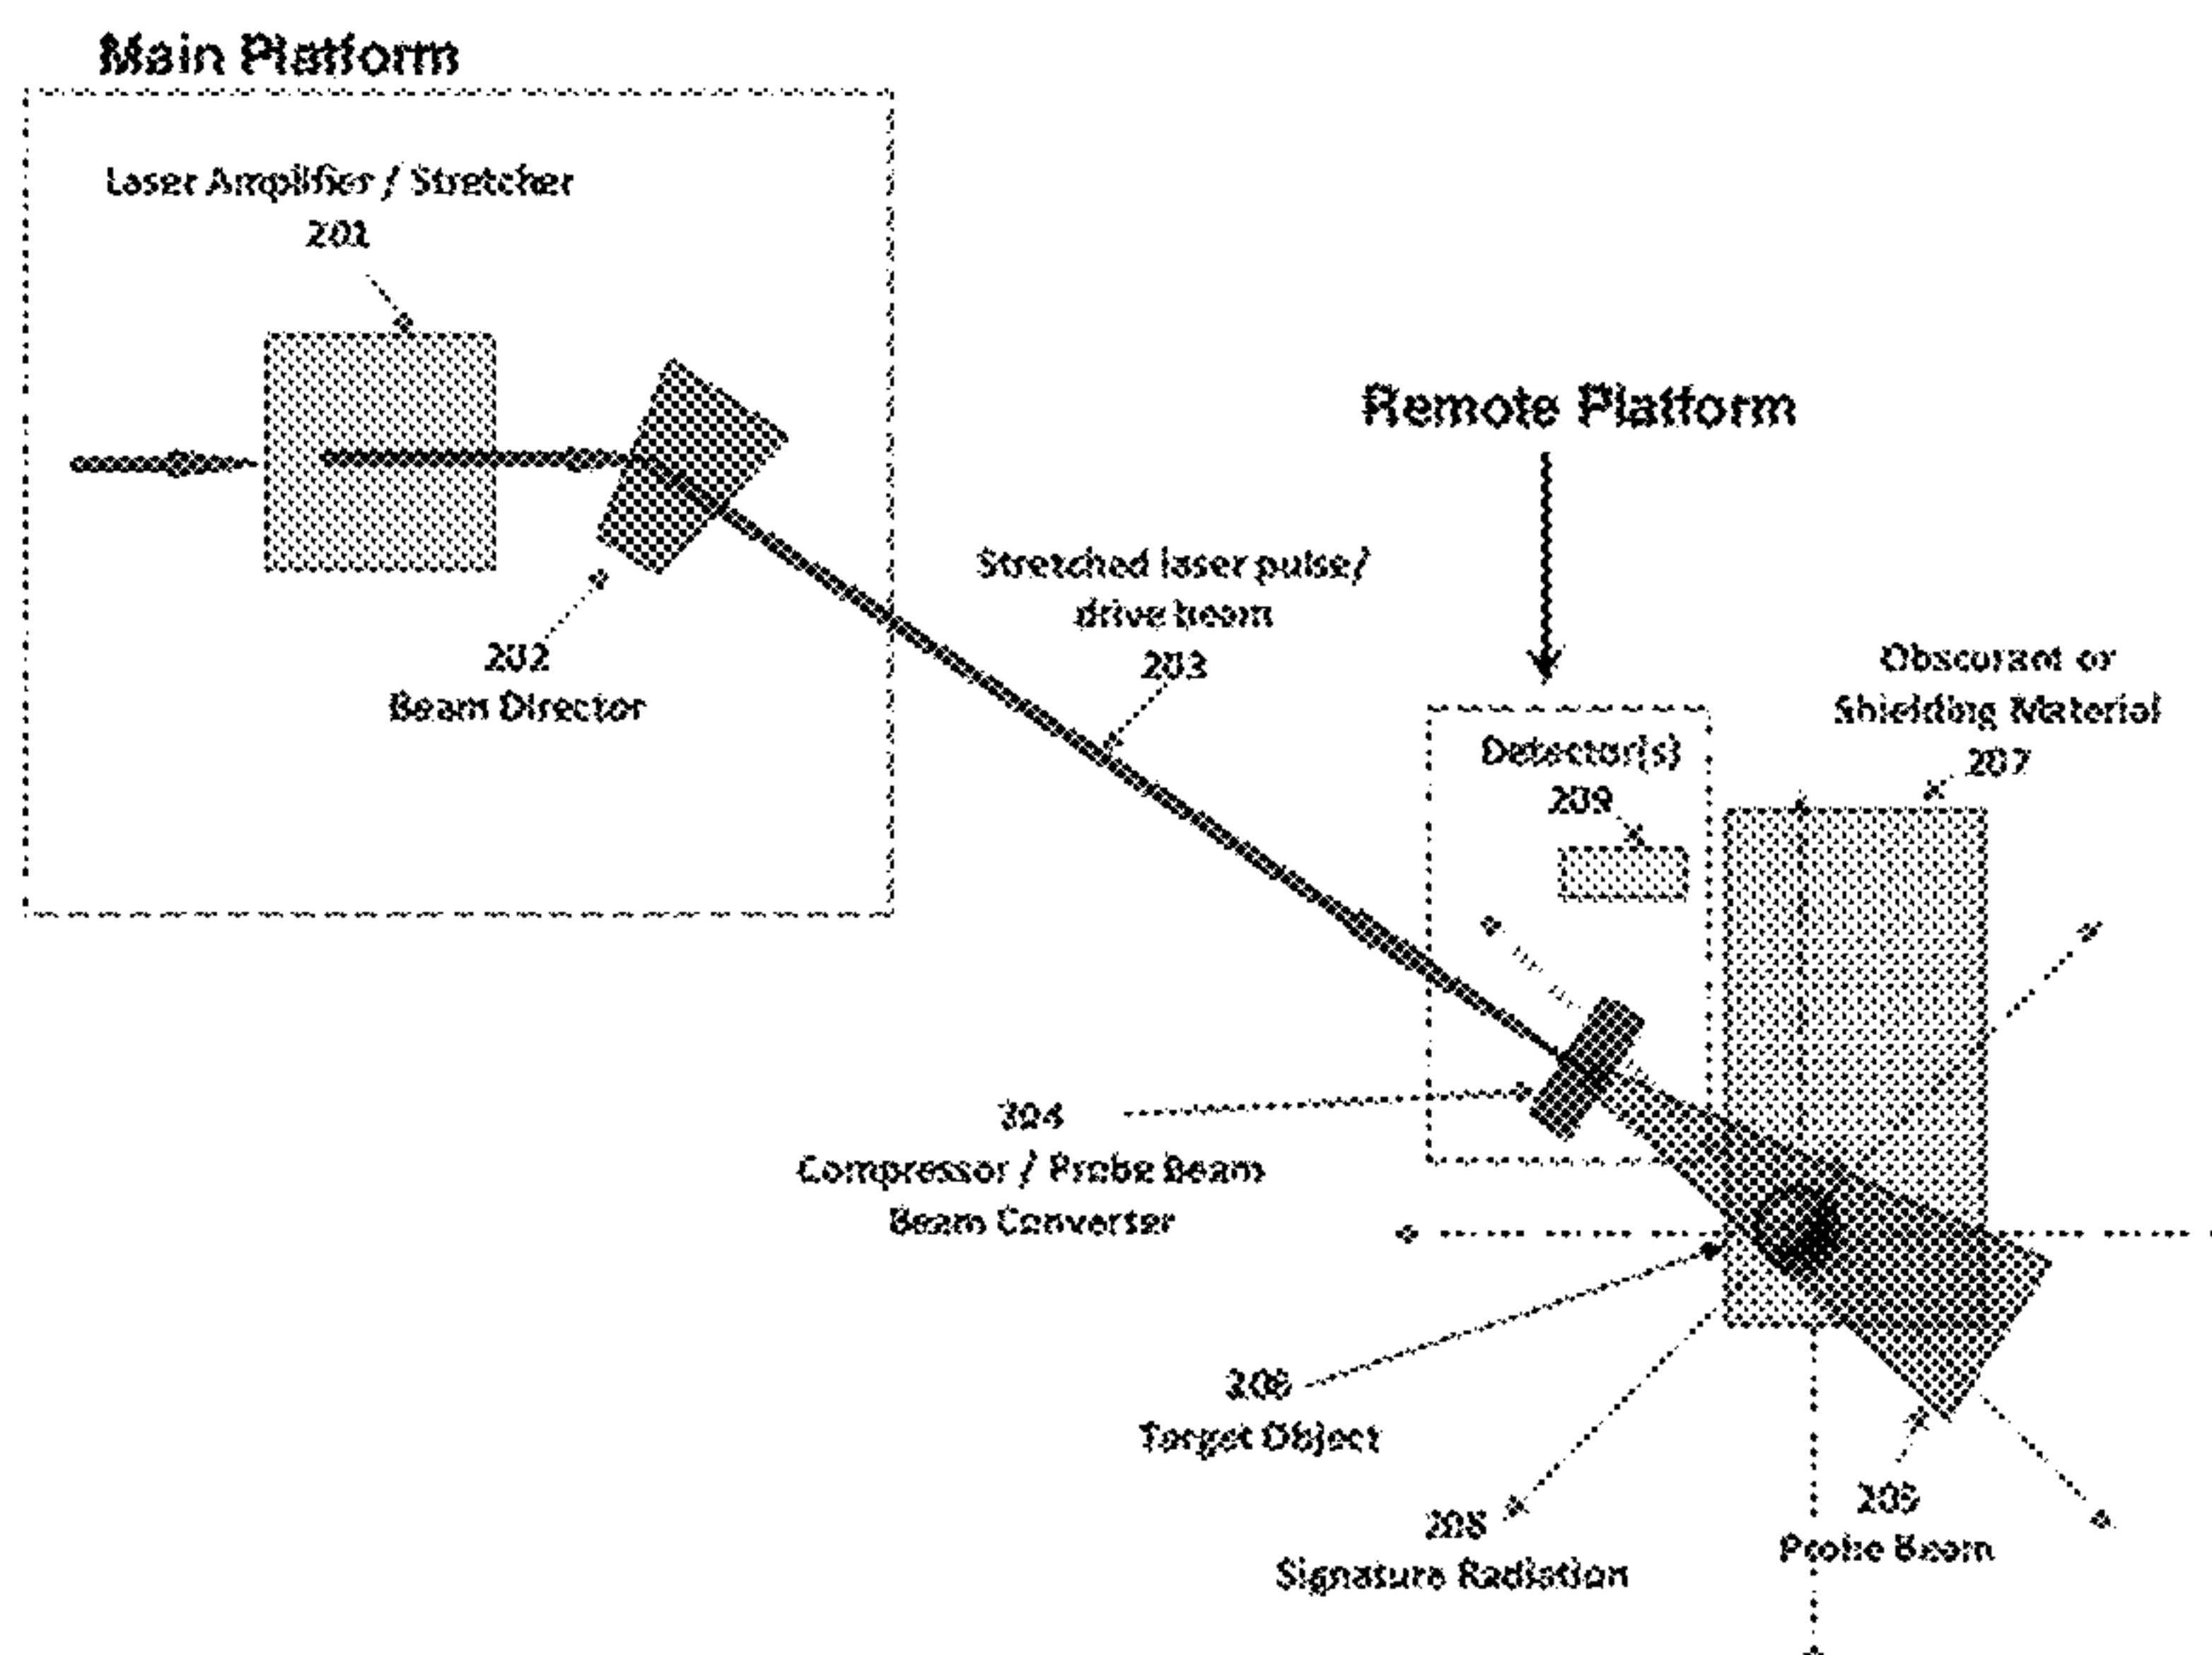 Main Platform
Laser Amplifier / Stretcher
201
202
Beam Director
Stretched laser pulse/
drive beam
203
Remote Platform
Detector(s)
209
Obscurant or
Shielding Material
207
204
Compressor / Probe Beam
Beam Converter
206
Target Object
208
Signature Radiation
205
Probe Beam